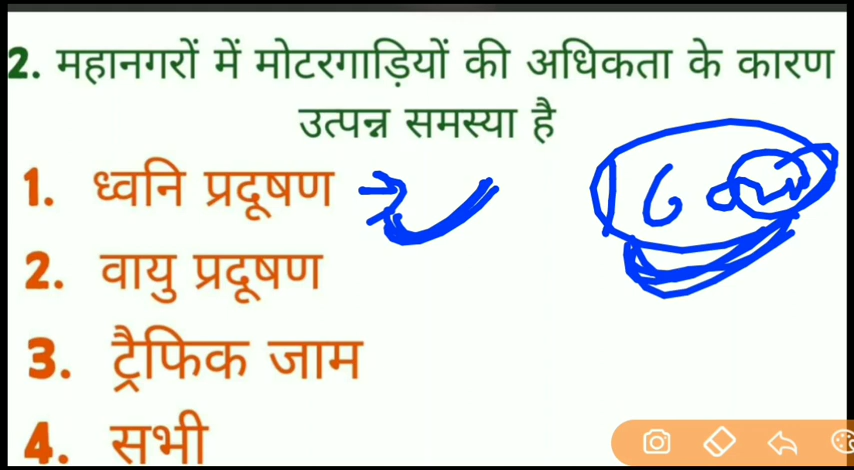 2. महानगरों में मोटरगाड़ियों की अधिकता के कारण
उत्पन्न समस्या है
1. ध्वनि प्रदूषण
2. वायु प्रदूषण
3. ट्रैफिक जाम
4. सभी